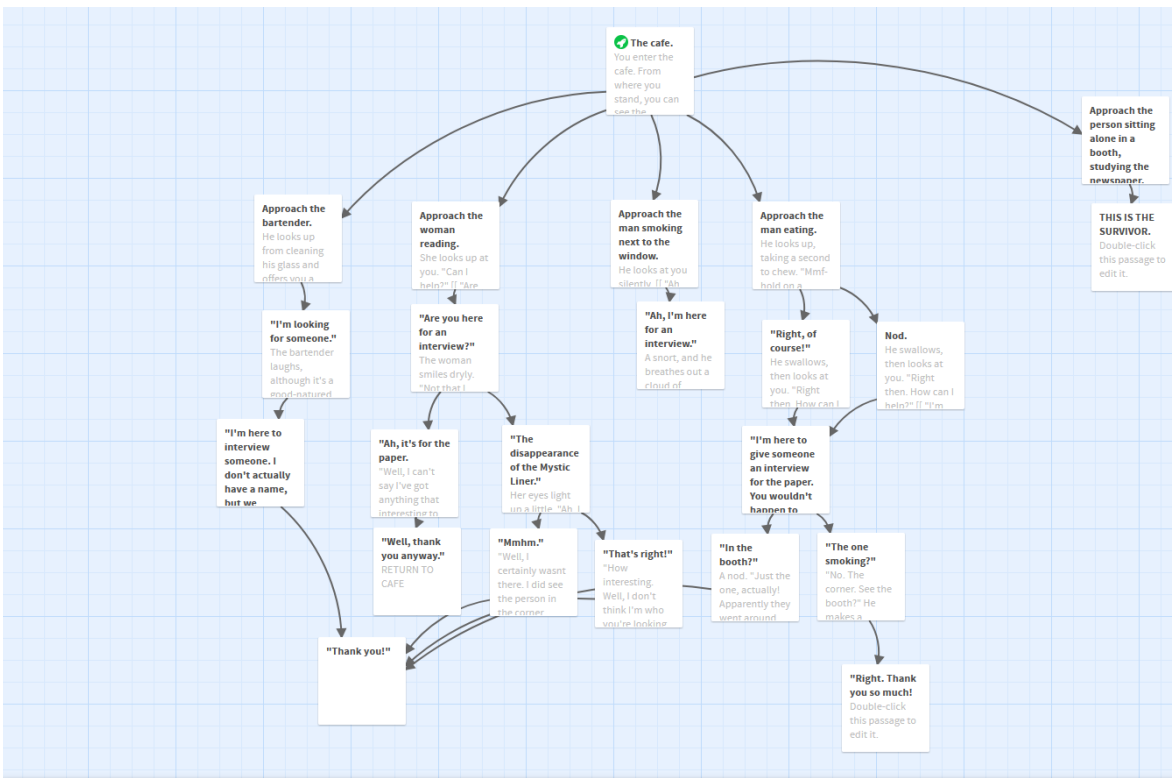 The cafe.
You enter the
cafe. From
where you
stand, you can
see the
Approach the
person sitting
alone in a
booth,
studying the
newspaper.
THIS IS THE
SURVIVOR.
Double-click
this passage to
edit it.
Approach the
bartender.
He looks up
from cleaning
his glass and
offers you a
Approach the
woman
reading.
She looks up at
you. "Can I
help?" [[ "Are
Approach the
man smoking
next to the
window.
He looks at you
silently. [[ "Ah
Approach the
man eating.
He looks up,
taking a second
to chew. "Mmf-
hold on a
"I'm looking
for someone."
The bartender
laughs,
although it's a
good-natured
"Are you here
for an
interview?"
The woman
smiles dryly.
"Not that I
"Ah, I'm here
for an
interview."
A snort, and he
breathes out a
cloud of
"Right, of
course!"
He swallows,
then looks at
you. "Right
then. How can I
Nod.
He swallows,
then looks at
you. "Right
then. How can I
help?" [[ "I'm
"I'm here to
interview
someone. I
don't actually
have a name,
but we
"Ah, it's for the
paper.
"Well, I can't
say I've got
anything that
interesting to
"The
disappearance
of the Mystic
Liner."
Her eyes light
up a little. "Ah, I
"I'm here to
give someone
an interview
for the paper.
You wouldn't
happen to
"Well, thank
you anyway."
RETURN TO
CAFE
"Mmhm."
"Well, I
certainly wasnt
there. I did see
the person in
the corner
"That's right!"
"How
interesting.
Well, I don't
think I'm who
you're looking
"In the
booth?"
A nod. "Just the
one, actually!
Apparently they
went around
"The one
smoking?"
"No. The
corner. See the
booth?" He
makes a
"Thank you!"
"Right. Thank
you so much!
Double-click
this passage to
edit it.